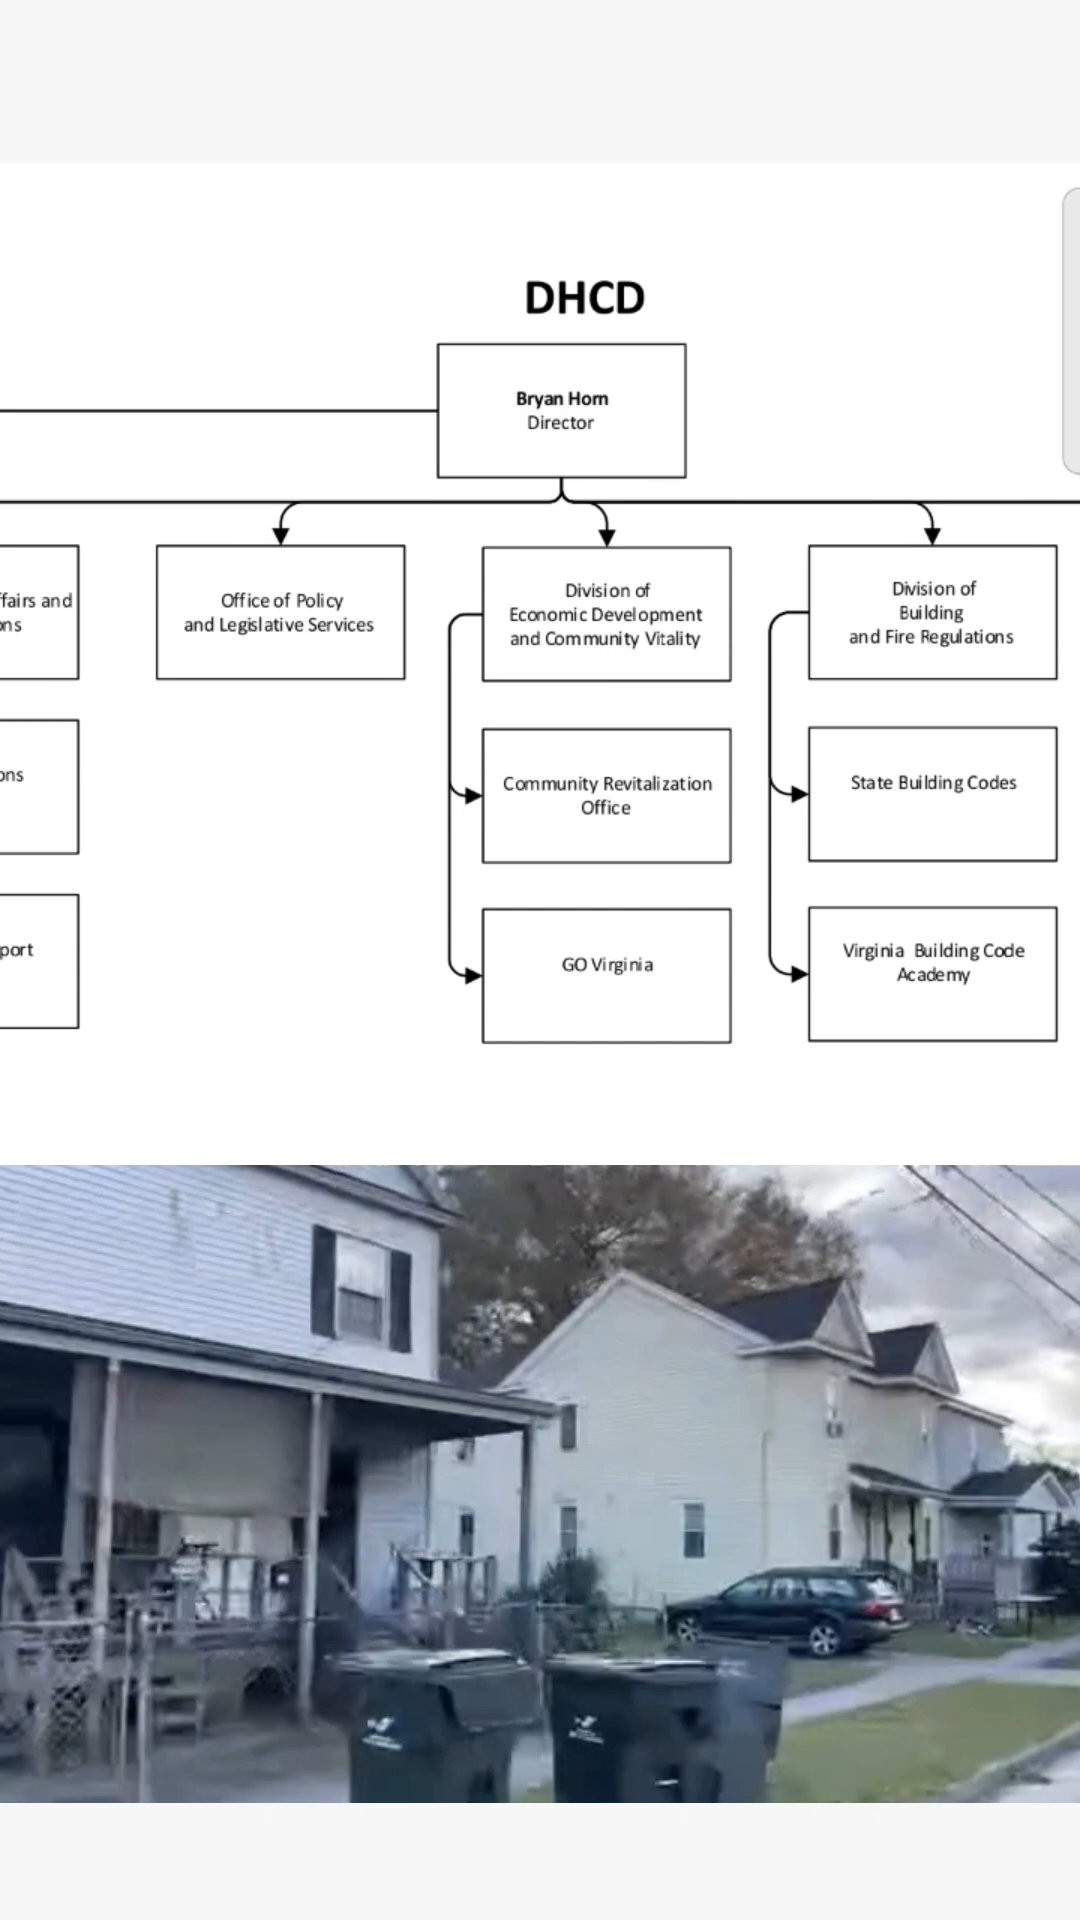 DHCD
Bryan Horn
Director
ffairs and
ons
Office of Policy
and Legislative Services
Division of
Economic Development
and Community Vitality
Division of
Building
and Fire Regulations
ons
Community Revitalization
Office
State Building Codes
port
GO Virginia
Virginia Building Code
Academy